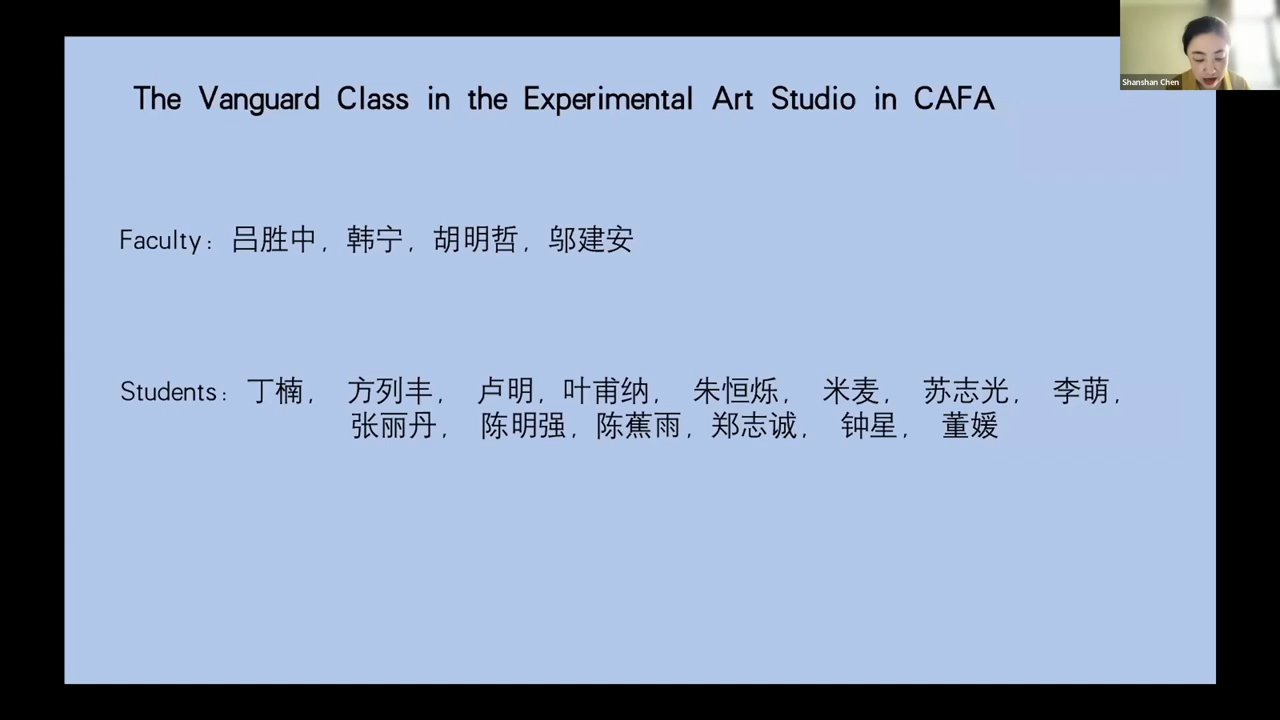 The Vanguard Class in the Experimental Art Studio in CAFA
Shanshan Chen
Faculty: 吕胜中, 韩宁, 胡明哲, 邬建安
Students: 丁楠, 方列丰, 卢明, 叶甫纳, 朱恒烁, 米麦, 苏志光, 李萌,
张丽丹, 陈明强, 陈蕉雨, 郑志诚, 钟星, 董媛